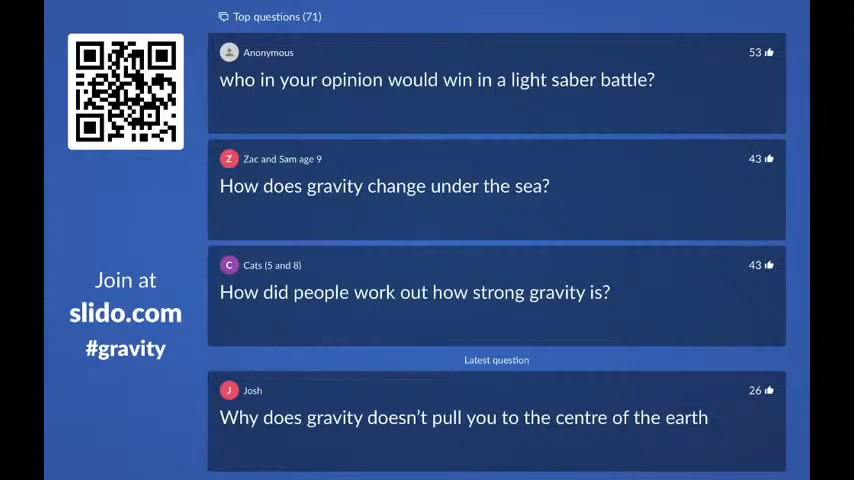 Top questions (71)
Anonymous
53
who in your opinion would win in a light saber battle?
Z
Zac and Sam age 9
43
How does gravity change under the sea?
C
Cats (5 and 8)
43
How did people work out how strong gravity is?
Join at
slido.com
#gravity
Latest question
J
Josh
26
Why does gravity doesn't pull you to the centre of the earth